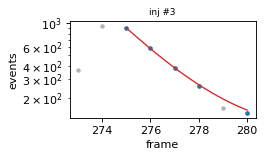 inj #3
10³
6 × 10²
4 × 10²
3 × 10²
2 × 10²
events
274
276
278
280
frame